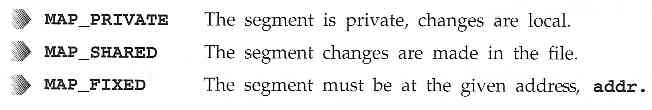 MAP_PRIVATE The segment is private, changes are local.
MAP_SHARED The segment changes are made in the file.
MAP_FIXED The segment must be at the given address, addr.